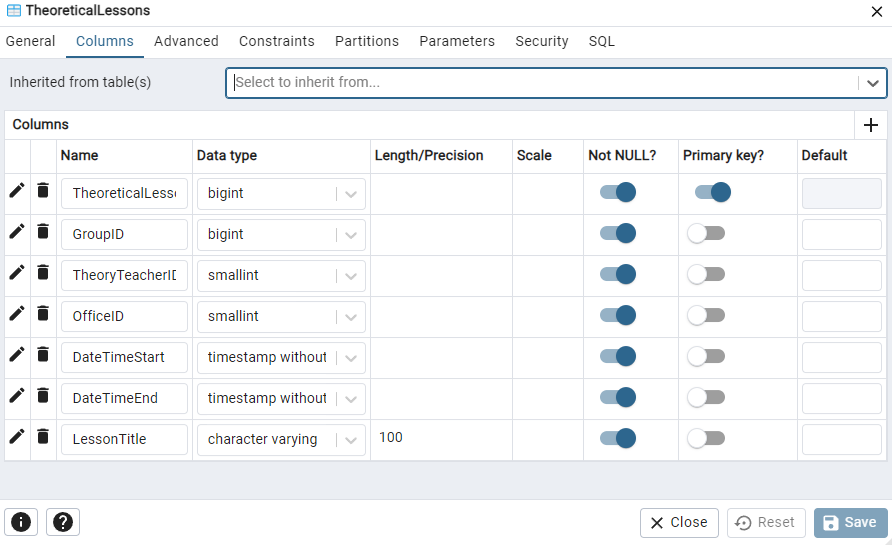 TheoreticalLessons
General Columns Advanced Constraints Partitions Parameters Security SQL
Inherited from table(s) Select to inherit from...
Columns
Name Data type Length/Precision Scale Not NULL? Primary key? Default
TheoreticalLess bigint
GroupID bigint
TheoryTeacherID smallint
OfficeID smallint
DateTimeStart timestamp without
DateTimeEnd timestamp without
LessonTitle character varying 100
Close Reset Save